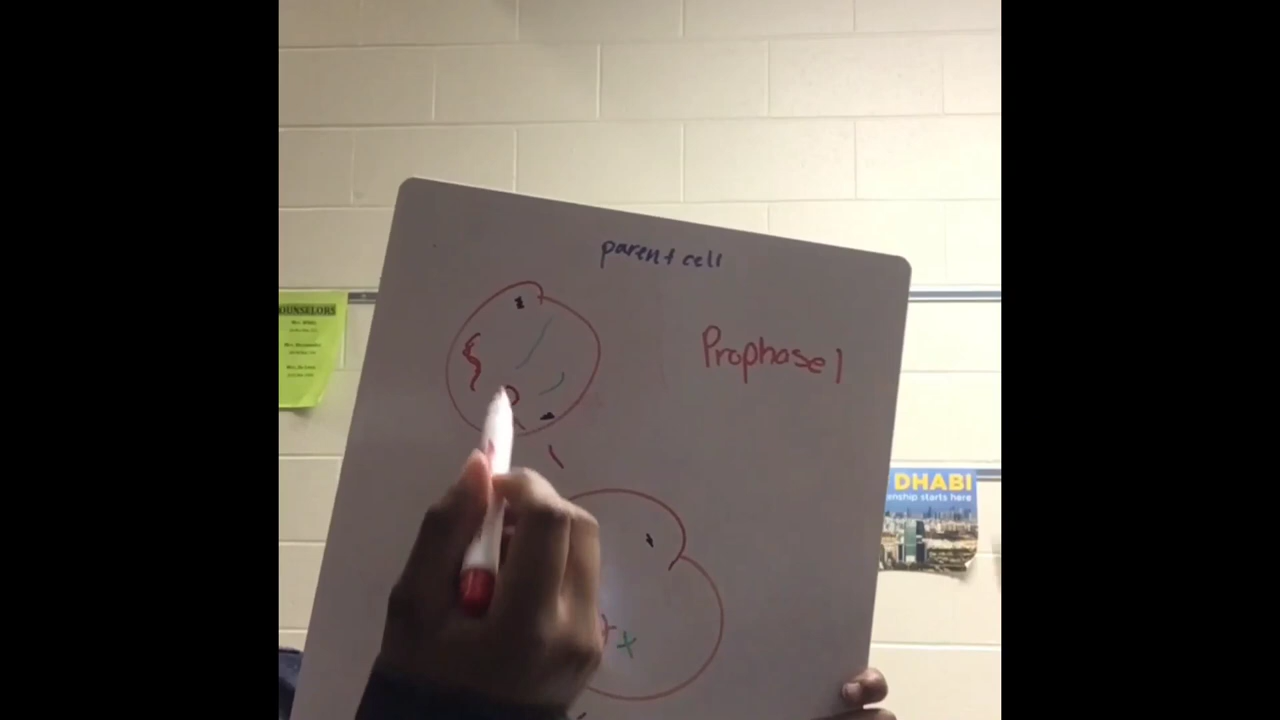 parent cell
Prophase 1
OUNSELORS
DHABI
enship starts here